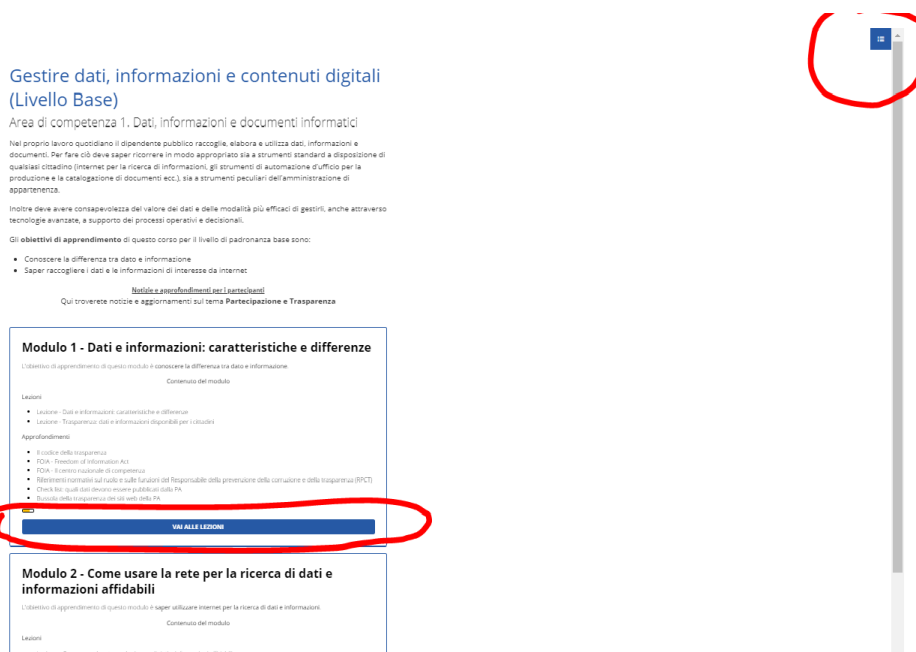 Gestire dati, informazioni e contenuti digitali
(Livello Base)
Area di competenza 1. Dati, informazioni e documenti informatici
Nel proprio lavoro quotidiano il dipendente pubblico raccoglie, elabora e utilizza dati, informazioni e
documenti. Per fare ciò deve saper ricorrere in modo appropriato sia a strumenti standard a disposizione di
qualsiasi cittadino (internet per la ricerca di informazioni, gli strumenti di automazione d'ufficio per la
produzione e la catalogazione di documenti ecc.), sia a strumenti peculiari dell'amministrazione di
appartenenza.
Inoltre deve avere consapevolezza del valore dei dati e delle modalità più efficaci di gestirli, anche attraverso
tecnologie avanzate, a supporto dei processi operativi e decisionali.
Gli obiettivi di apprendimento di questo corso per il livello di padronanza base sono:
• Conoscere la differenza tra dato e informazione
• Saper raccogliere i dati e le informazioni di interesse da internet
Notizie e approfondimenti per i partecipanti
Qui troverete notizie e aggiornamenti sul tema Partecipazione e Trasparenza
Modulo 1 - Dati e informazioni: caratteristiche e differenze
L'obiettivo di apprendimento di questo modulo è conoscere la differenza tra dato e informazione
Contenuto del modulo
Lezioni
• Lezione - Dati e informazioni: caratteristiche e differenze
• Lezione - Trasparenza: dati e informazioni disponibili per i cittadini
Approfondimenti
• Il codice della trasparenza
• FOIA - Freedom of Information Act
• FOIA - Il centro nazionale di competenza
• Riferimenti normativi sul ruolo e sulle funzioni del Responsabile della prevenzione della corruzione e della trasparenza (RPCT)
• Check list: quali dati devono essere pubblicati dalla PA
• Bussola della trasparenza dei siti web della PA
VAI ALLE LEZIONI
Modulo 2 - Come usare la rete per la ricerca di dati e
informazioni affidabili
L'obiettivo di apprendimento di questo modulo è saper utilizzare internet per la ricerca di dati e informazioni.
Contenuto del modulo
Lezioni